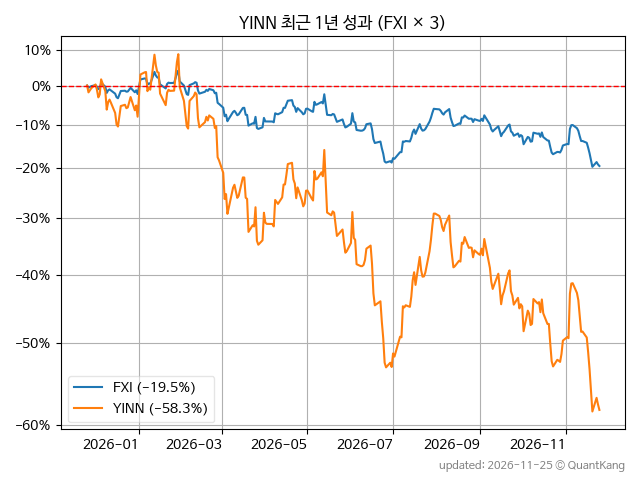 YINN 최근 1년 성과 (FXI × 3)
10%
0%
−10%
−20%
−30%
−40%
−50%
−60%
FXI (−19.5%)
YINN (−58.3%)
2026-01 2026-03 2026-05 2026-07 2026-09 2026-11
updated: 2026-11-25 © QuantKang